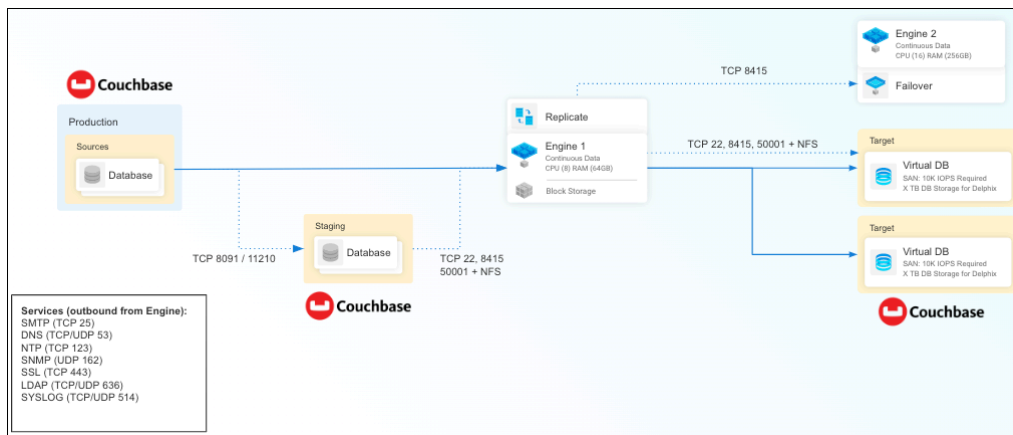 Couchbase
Production
Sources
Database
TCP 8091 / 11210
Staging
Database
Couchbase
TCP 22, 8415
50001 + NFS
Replicate
Engine 1
Continuous Data
CPU (8) RAM (64GB)
Block Storage
TCP 8415
Engine 2
Continuous Data
CPU (16) RAM (256GB)
Failover
TCP 22, 8415, 50001 + NFS
Target
Virtual DB
SAN: 10K IOPS Required
X TB DB Storage for Delphix
Target
Virtual DB
SAN: 10K IOPS Required
X TB DB Storage for Delphix
Couchbase
Services (outbound from Engine):
SMTP (TCP 25)
DNS (TCP/UDP 53)
NTP (TCP 123)
SNMP (UDP 162)
SSL (TCP 443)
LDAP (TCP/UDP 636)
SYSLOG (TCP/UDP 514)